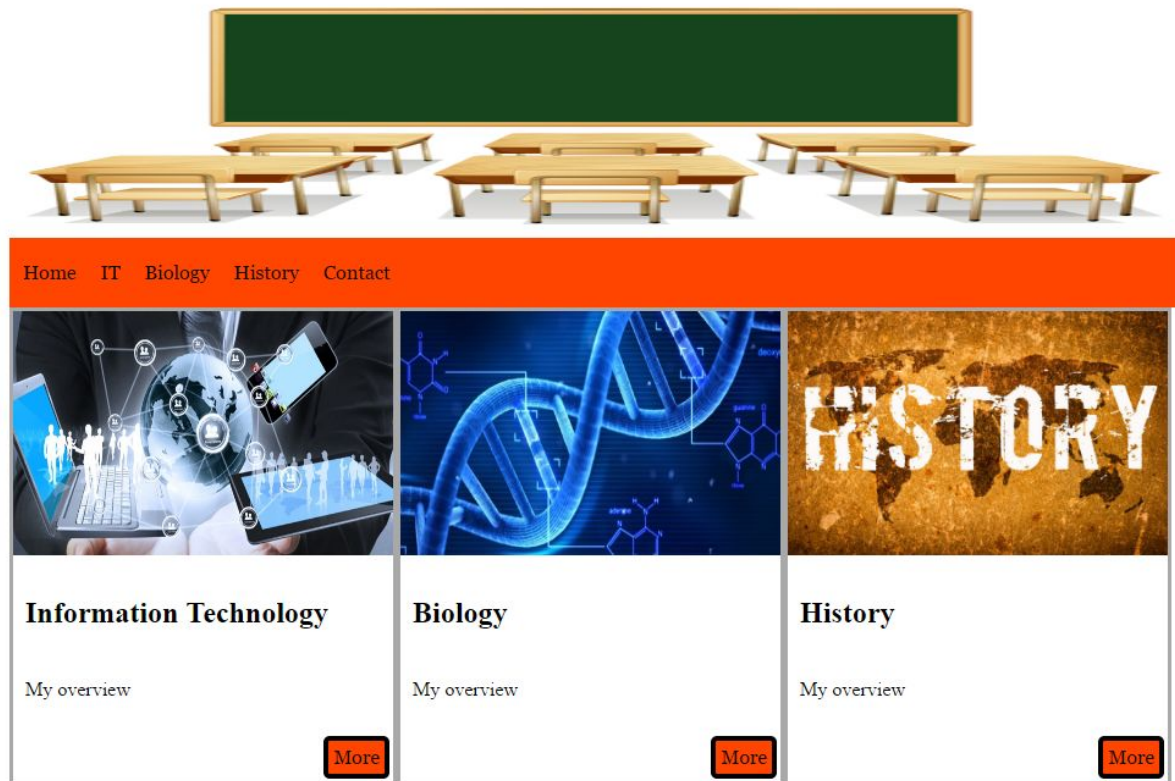 Home IT Biology History Contact
HISTORY
Information Technology Biology History
My overview My overview My overview
More More More